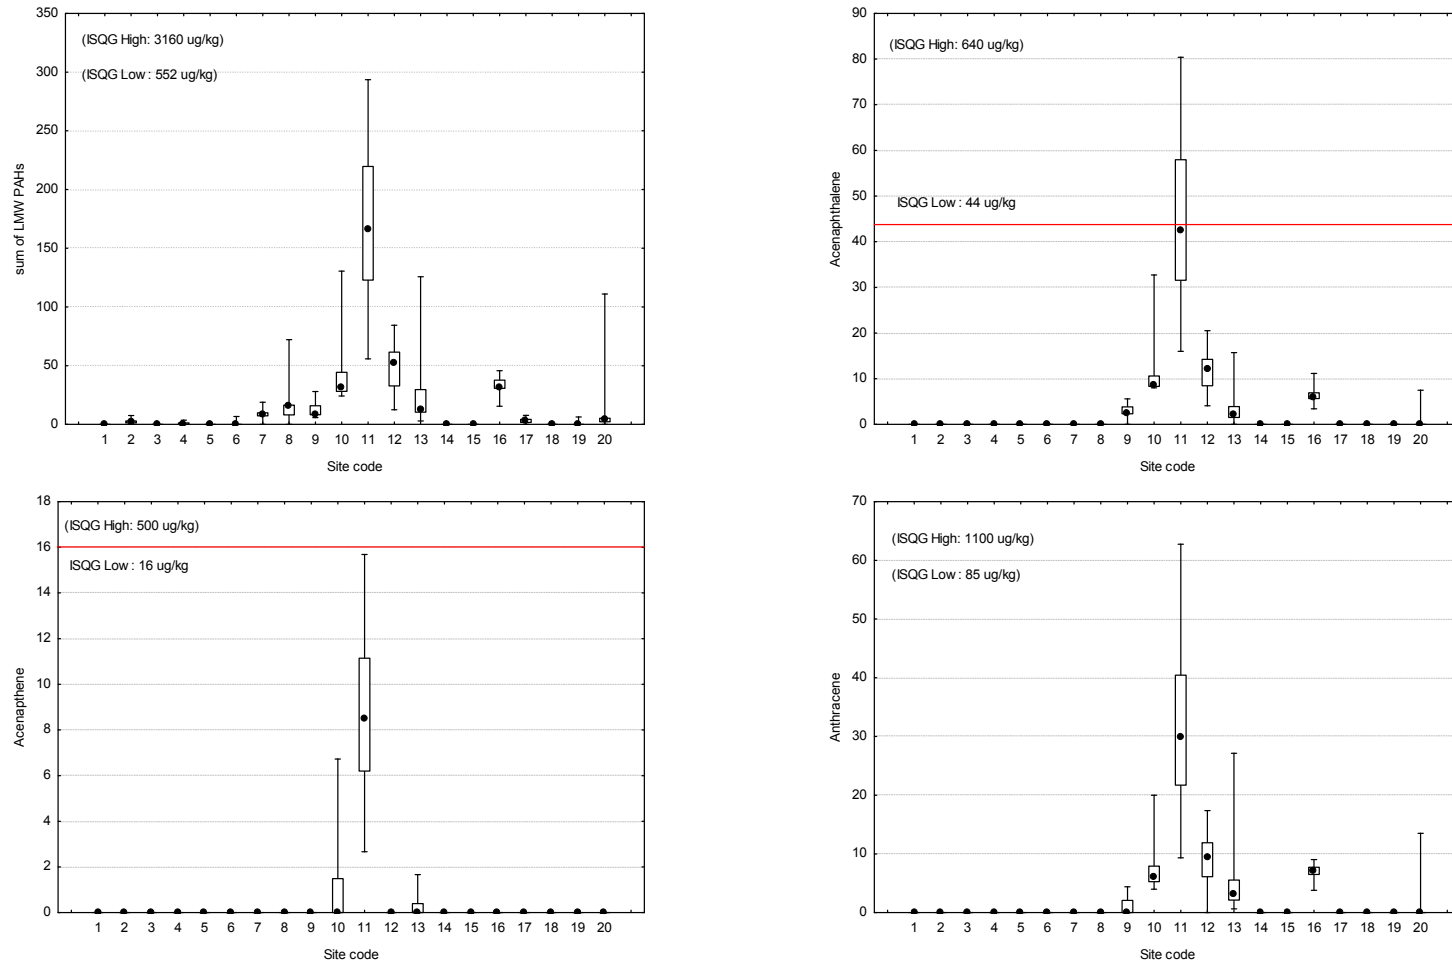 350
300
250
200
150
100
50
0
sum of LMW PAHs
(ISQG High: 3160 ug/kg)
(ISQG Low : 552 ug/kg)
1 2 3 4 5 6 7 8 9 10 11 12 13 14 15 16 17 18 19 20
Site code
90
80
70
60
50
40
30
20
10
0
Acenaphthalene
(ISQG High: 640 ug/kg)
ISQG Low : 44 ug/kg
1 2 3 4 5 6 7 8 9 10 11 12 13 14 15 16 17 18 19 20
Site code
18
16
14
12
10
8
6
4
2
0
Acenapthene
(ISQG High: 500 ug/kg)
ISQG Low : 16 ug/kg
1 2 3 4 5 6 7 8 9 10 11 12 13 14 15 16 17 18 19 20
Site code
70
60
50
40
30
20
10
0
Anthracene
(ISQG High: 1100 ug/kg)
(ISQG Low : 85 ug/kg)
1 2 3 4 5 6 7 8 9 10 11 12 13 14 15 16 17 18 19 20
Site code